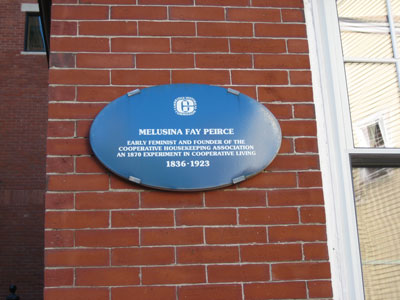 MELUSINA FAY PEIRCE
EARLY FEMINIST AND FOUNDER OF THE
COOPERATIVE HOUSEKEEPING ASSOCIATION
AN 1870 EXPERIMENT IN COOPERATIVE LIVING
1836-1923